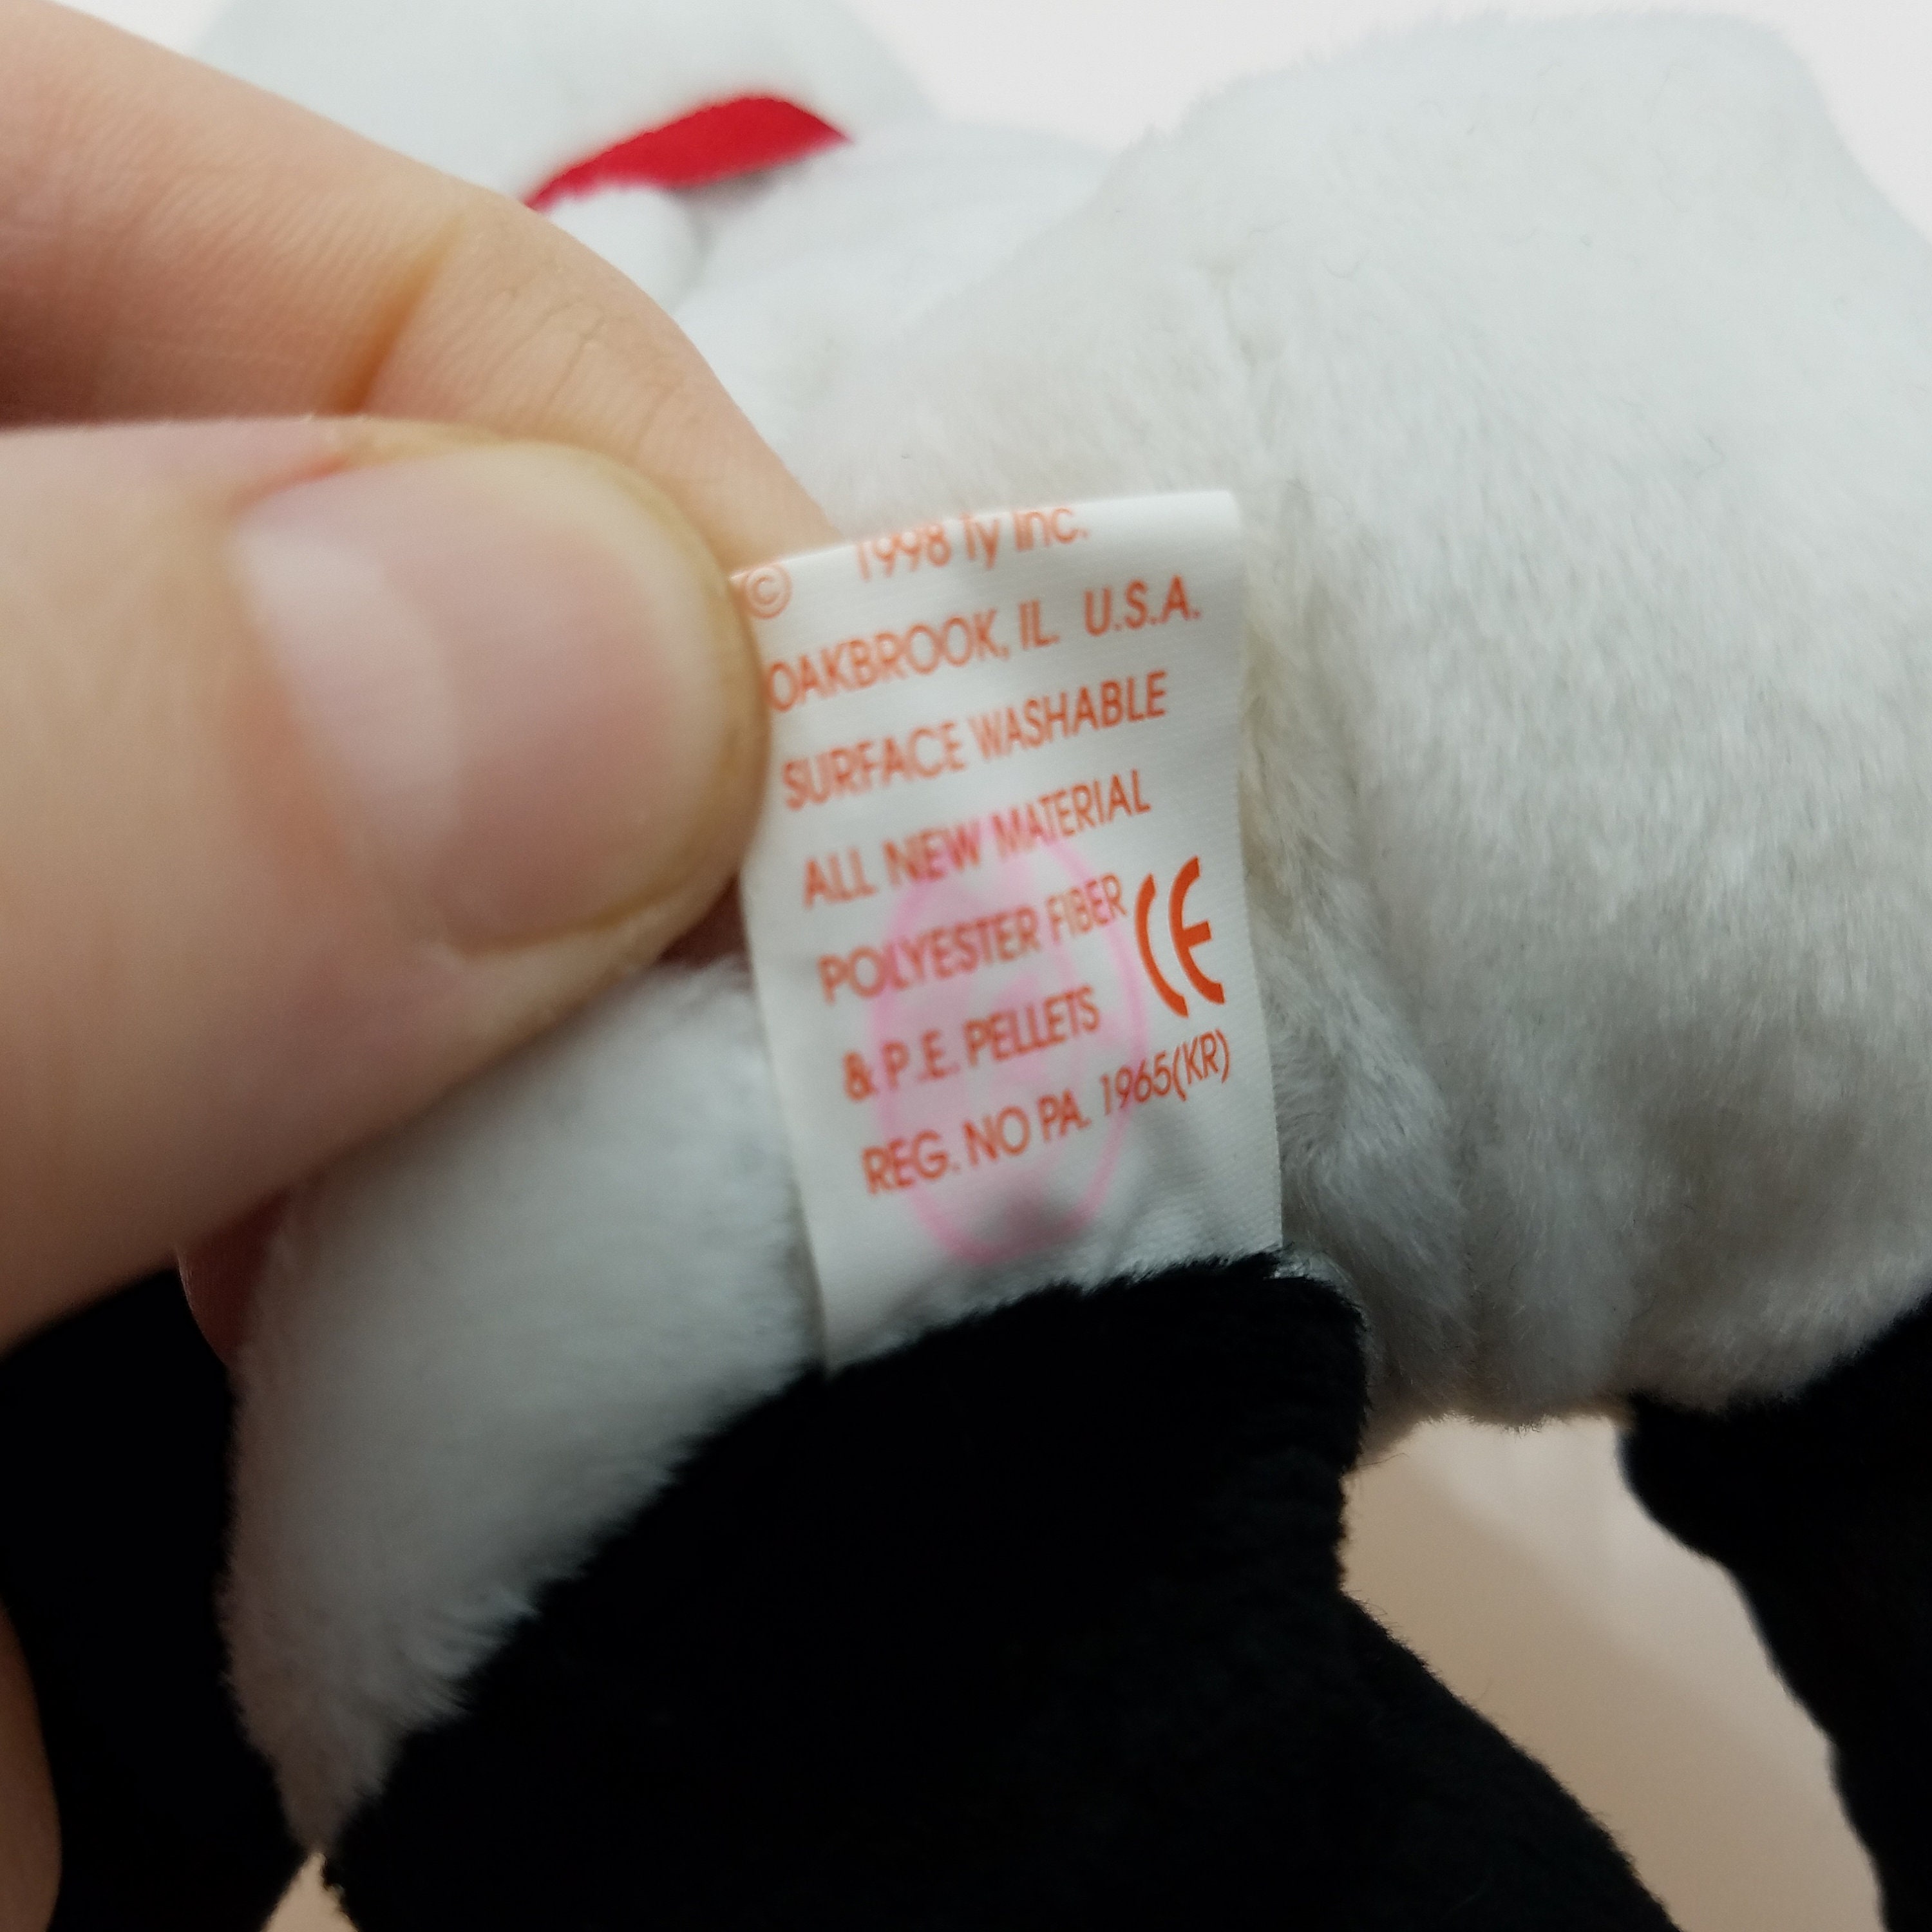 © 1998 Ty Inc.
OAKBROOK, IL. U.S.A.
SURFACE WASHABLE
ALL NEW MATERIAL
POLYESTER FIBER
& P.E. PELLETS CE
REG. NO PA. 1965(KR)